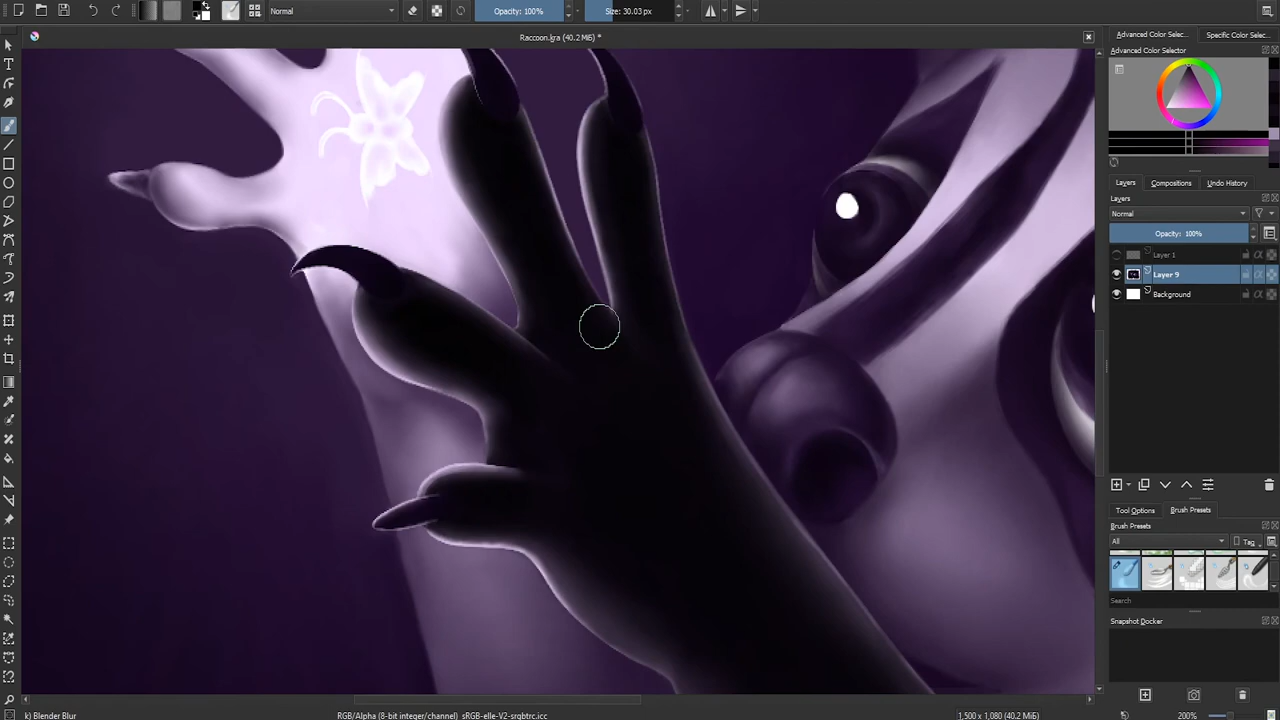 Normal
Opacity: 100%
Size: 30.03 px
Raccoon.kra (40.2 MiB) *
Advanced Color Selec...
Specific Color Selec...
Advanced Color Selector
Layers
Compositions
Undo History
Layers
Normal
Opacity: 100%
Layer 1
Layer 9
Background
Tool Options
Brush Presets
Brush Presets
All
Tag
Search
Snapshot Docker
k) Blender Blur
RGB/Alpha (8-bit integer/channel) sRGB-elle-V2-srgbtrc.icc
1,500 x 1,080 (40.2 MiB)
200%